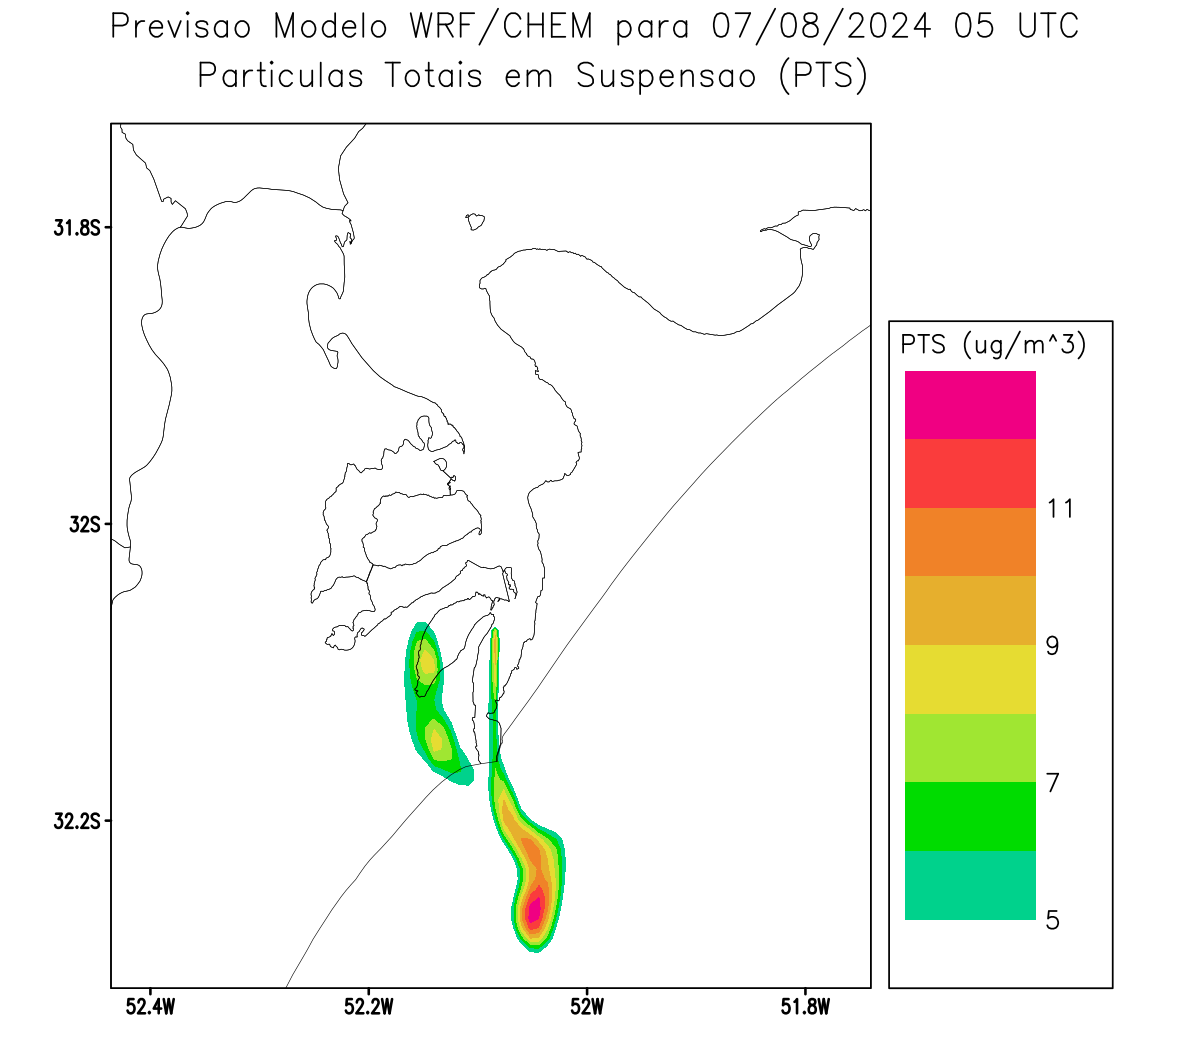 Previsao Modelo WRF/CHEM para 07/08/2024 05 UTC
Particulas Totais em Suspensao (PTS)
31.8S
32S
32.2S
52.4W 52.2W 52W 51.8W
PTS (ug/m^3)
11
9
7
5